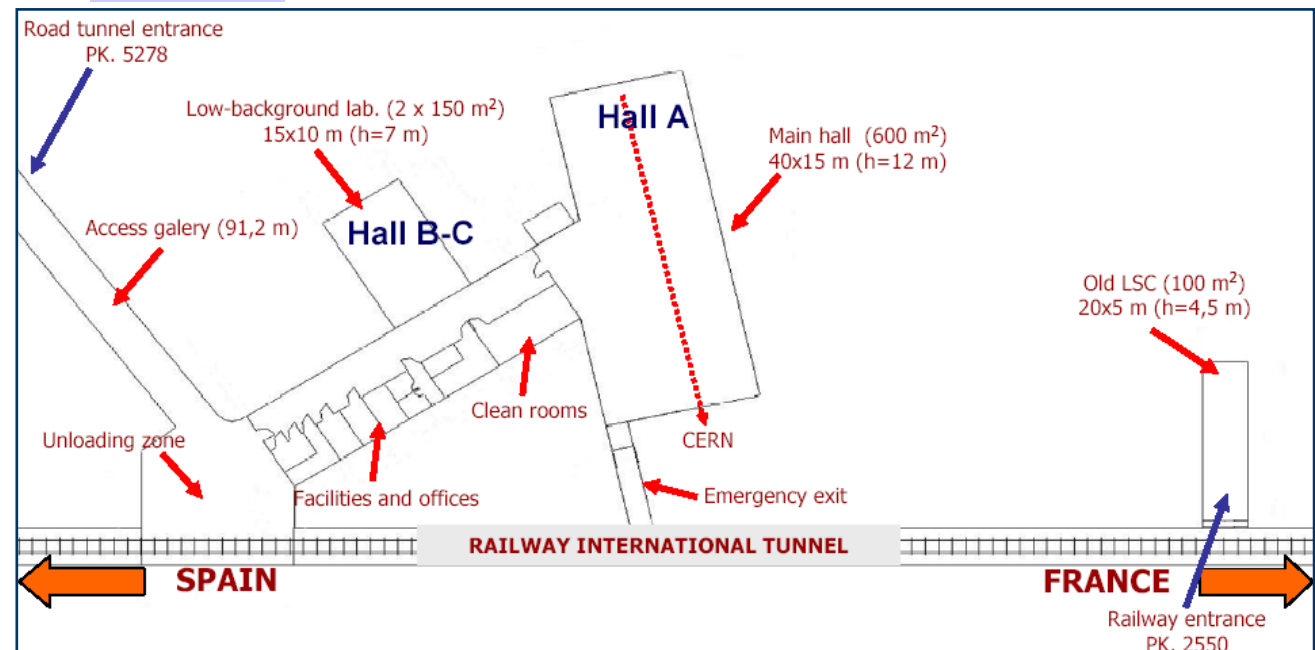 Road tunnel entrance
PK. 5278
Low-background lab. (2 x 150 m²)
15x10 m (h=7 m)
Hall A
Main hall (600 m²)
40x15 m (h=12 m)
Access galery (91,2 m)
Hall B-C
Old LSC (100 m²)
20x5 m (h=4,5 m)
Clean rooms
Unloading zone
CERN
Facilities and offices
Emergency exit
RAILWAY INTERNATIONAL TUNNEL
SPAIN
FRANCE
Railway entrance
PK. 2550